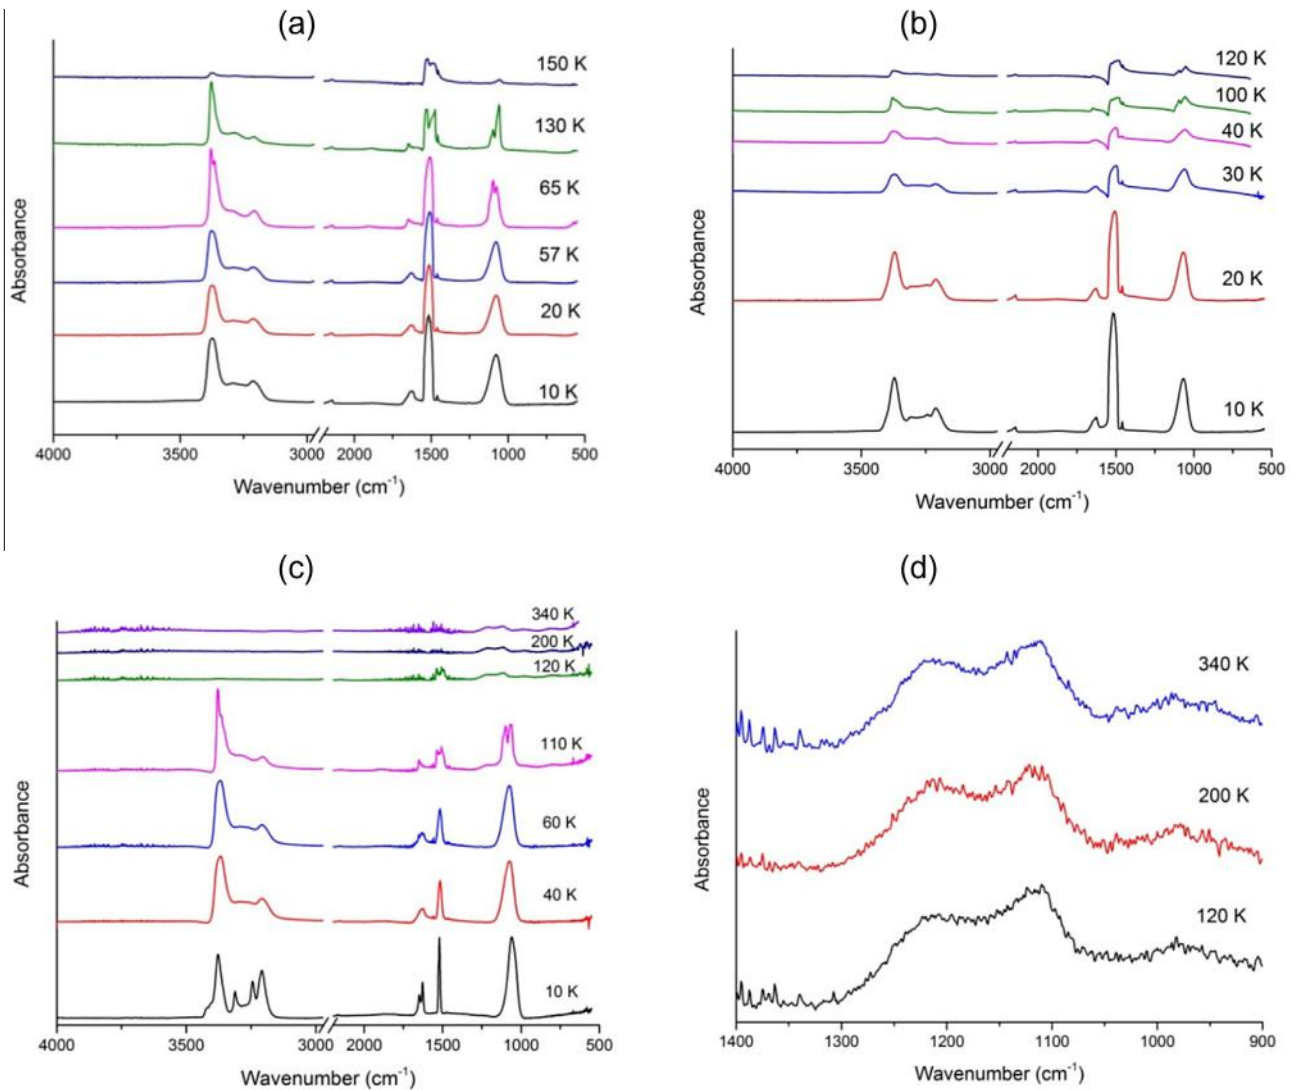 (a)
Absorbance
150 K
130 K
65 K
57 K
20 K
10 K
4000 3500 3000 2000 1500 1000 500
Wavenumber (cm-1)
(b)
Absorbance
120 K
100 K
40 K
30 K
20 K
10 K
4000 3500 3000 2000 1500 1000 500
Wavenumber (cm-1)
(c)
Absorbance
340 K
200 K
120 K
110 K
60 K
40 K
10 K
4000 3500 3000 2000 1500 1000 500
Wavenumber (cm-1)
(d)
Absorbance
340 K
200 K
120 K
1400 1300 1200 1100 1000 900
Wavenumber (cm-1)